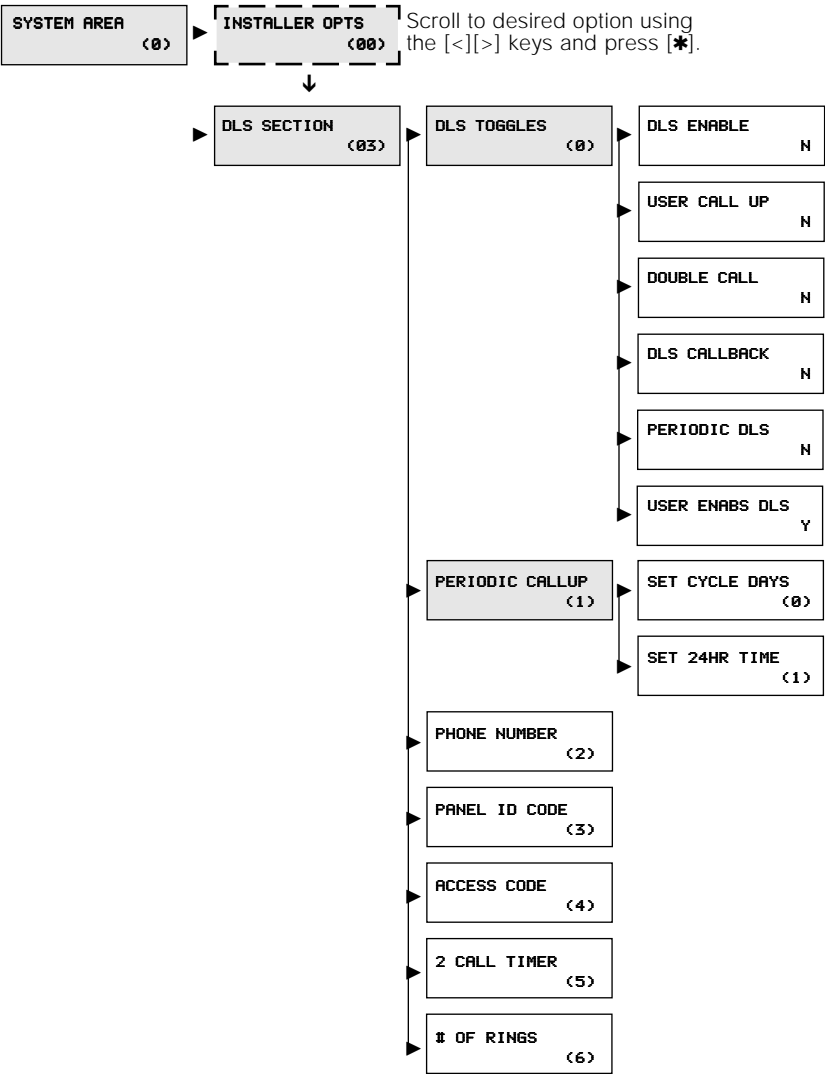 SYSTEM AREA
(0)
INSTALLER OPTS
(00)
Scroll to desired option using
the [<][>] keys and press [✱].
DLS SECTION
(03)
DLS TOGGLES
(0)
DLS ENABLE
N
USER CALL UP
N
DOUBLE CALL
N
DLS CALLBACK
N
PERIODIC DLS
N
USER ENABS DLS
Y
PERIODIC CALLUP
(1)
SET CYCLE DAYS
(0)
SET 24HR TIME
(1)
PHONE NUMBER
(2)
PANEL ID CODE
(3)
ACCESS CODE
(4)
2 CALL TIMER
(5)
# OF RINGS
(6)